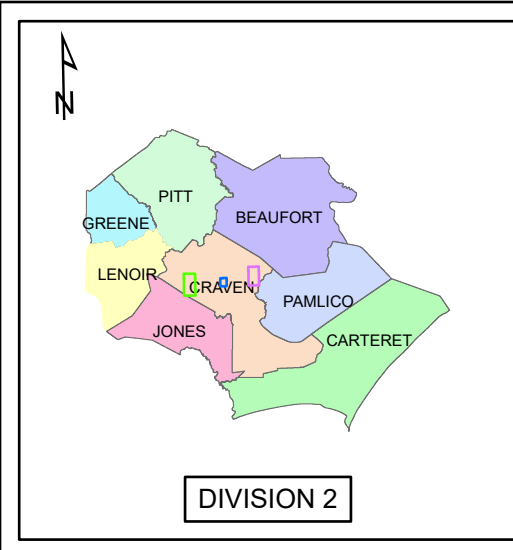 N
PITT
GREENE
BEAUFORT
LENOIR
CRAVEN
PAMLICO
JONES
CARTERET
DIVISION 2